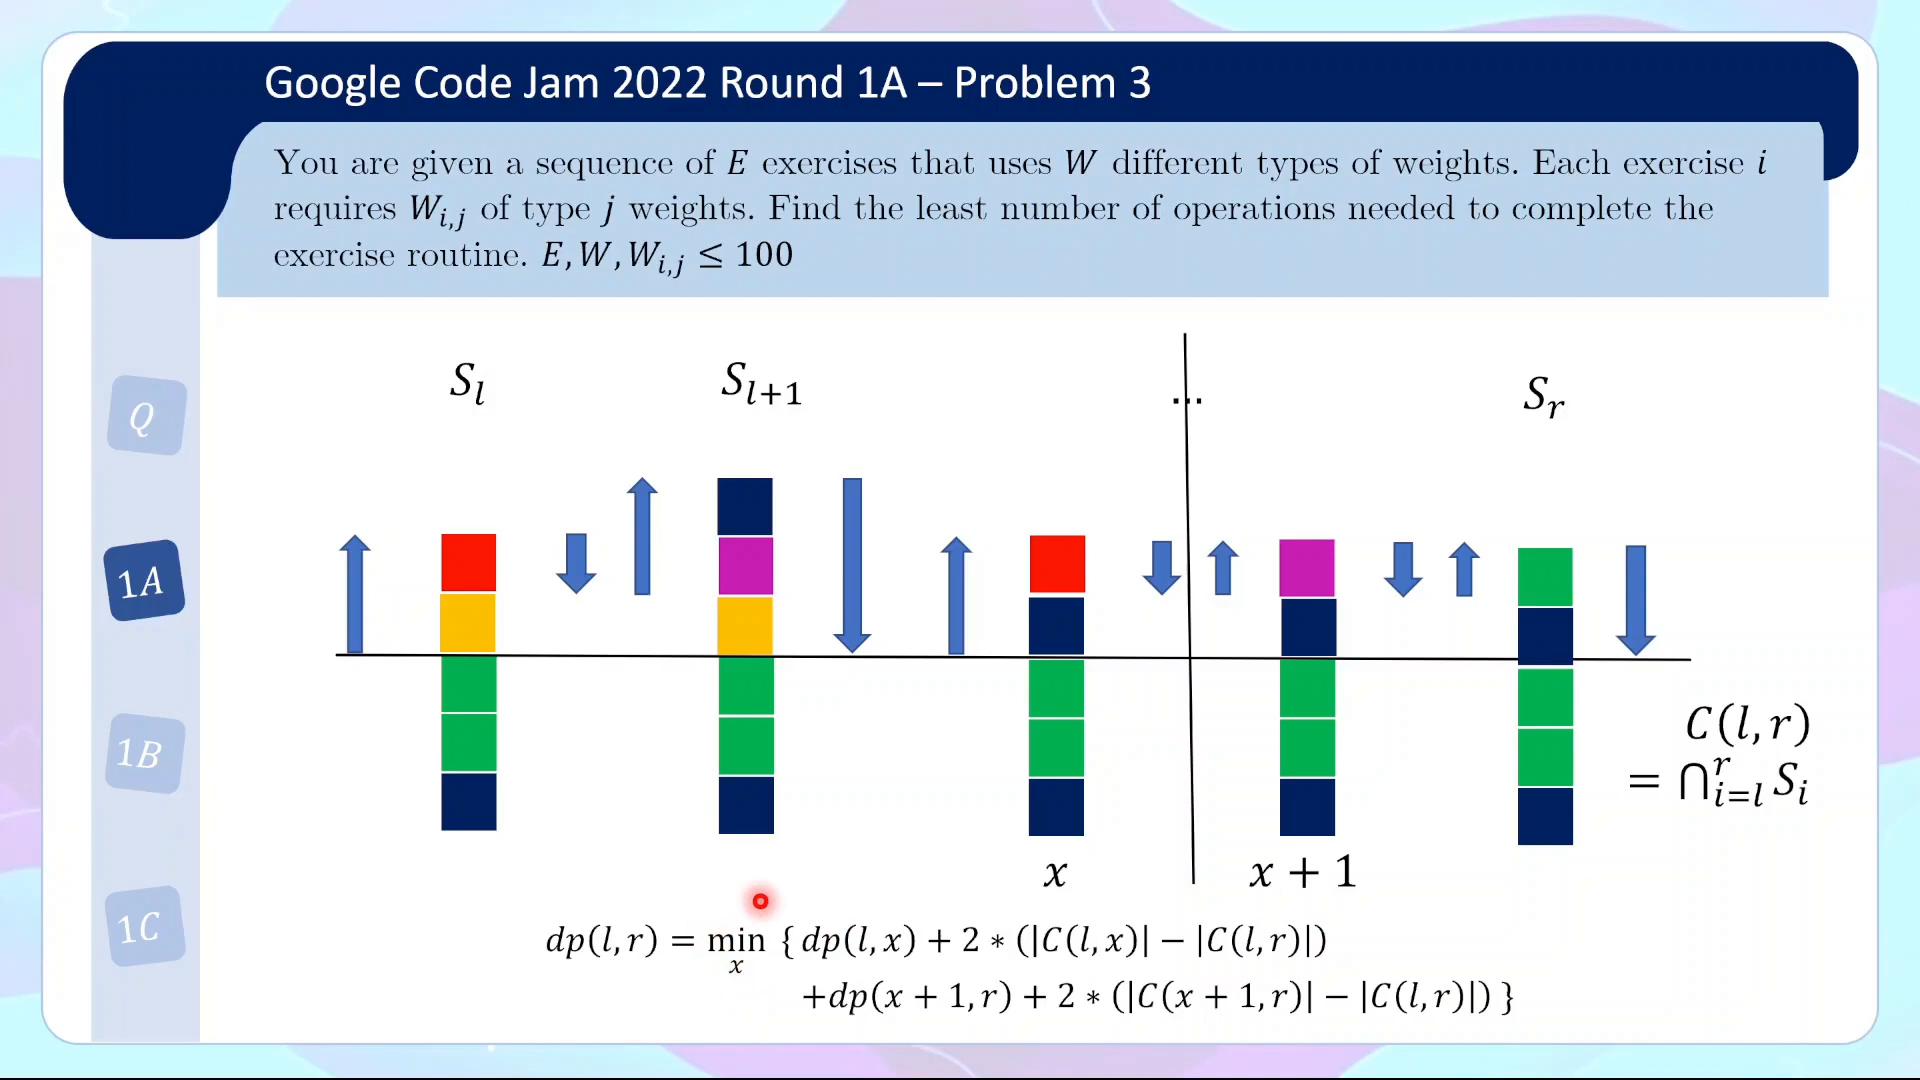 Google Code Jam 2022 Round 1A – Problem 3
You are given a sequence of E exercises that uses W different types of weights. Each exercise i
requires W_{i,j} of type j weights. Find the least number of operations needed to complete the
exercise routine. E, W, W_{i,j} ≤ 100
Q
1A
1B
1C
S_l
S_{l+1}
...
S_r
C(l, r)
= ⋂_{i=l}^{r} S_i
x
x + 1
dp(l, r) = min_x { dp(l, x) + 2 * (|C(l, x)| − |C(l, r)|)
+dp(x + 1, r) + 2 * (|C(x + 1, r)| − |C(l, r)|) }